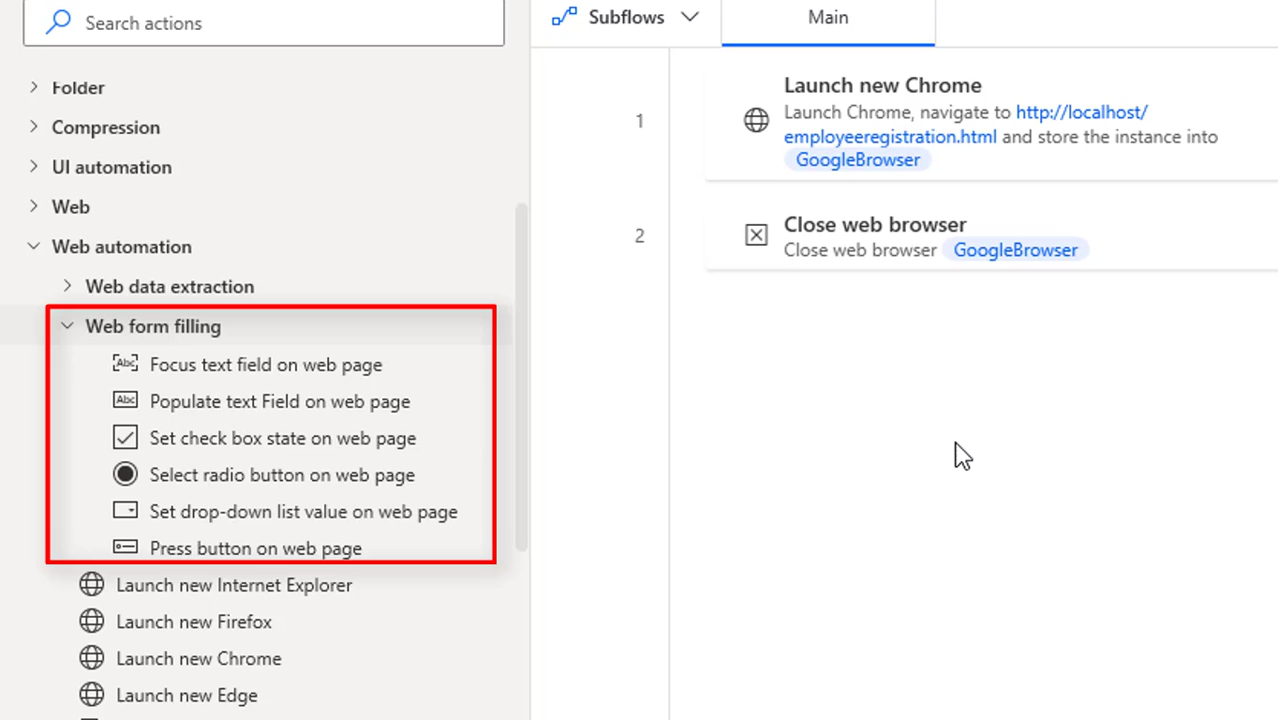 Search actions
Folder
Compression
UI automation
Web
Web automation
Web data extraction
Web form filling
Abc Focus text field on web page
Abc Populate text Field on web page
Set check box state on web page
Select radio button on web page
Set drop-down list value on web page
Press button on web page
Launch new Internet Explorer
Launch new Firefox
Launch new Chrome
Launch new Edge
Subflows
Main
1
Launch new Chrome
Launch Chrome, navigate to http://localhost/
employeeregistration.html and store the instance into
GoogleBrowser
2
Close web browser
Close web browser GoogleBrowser